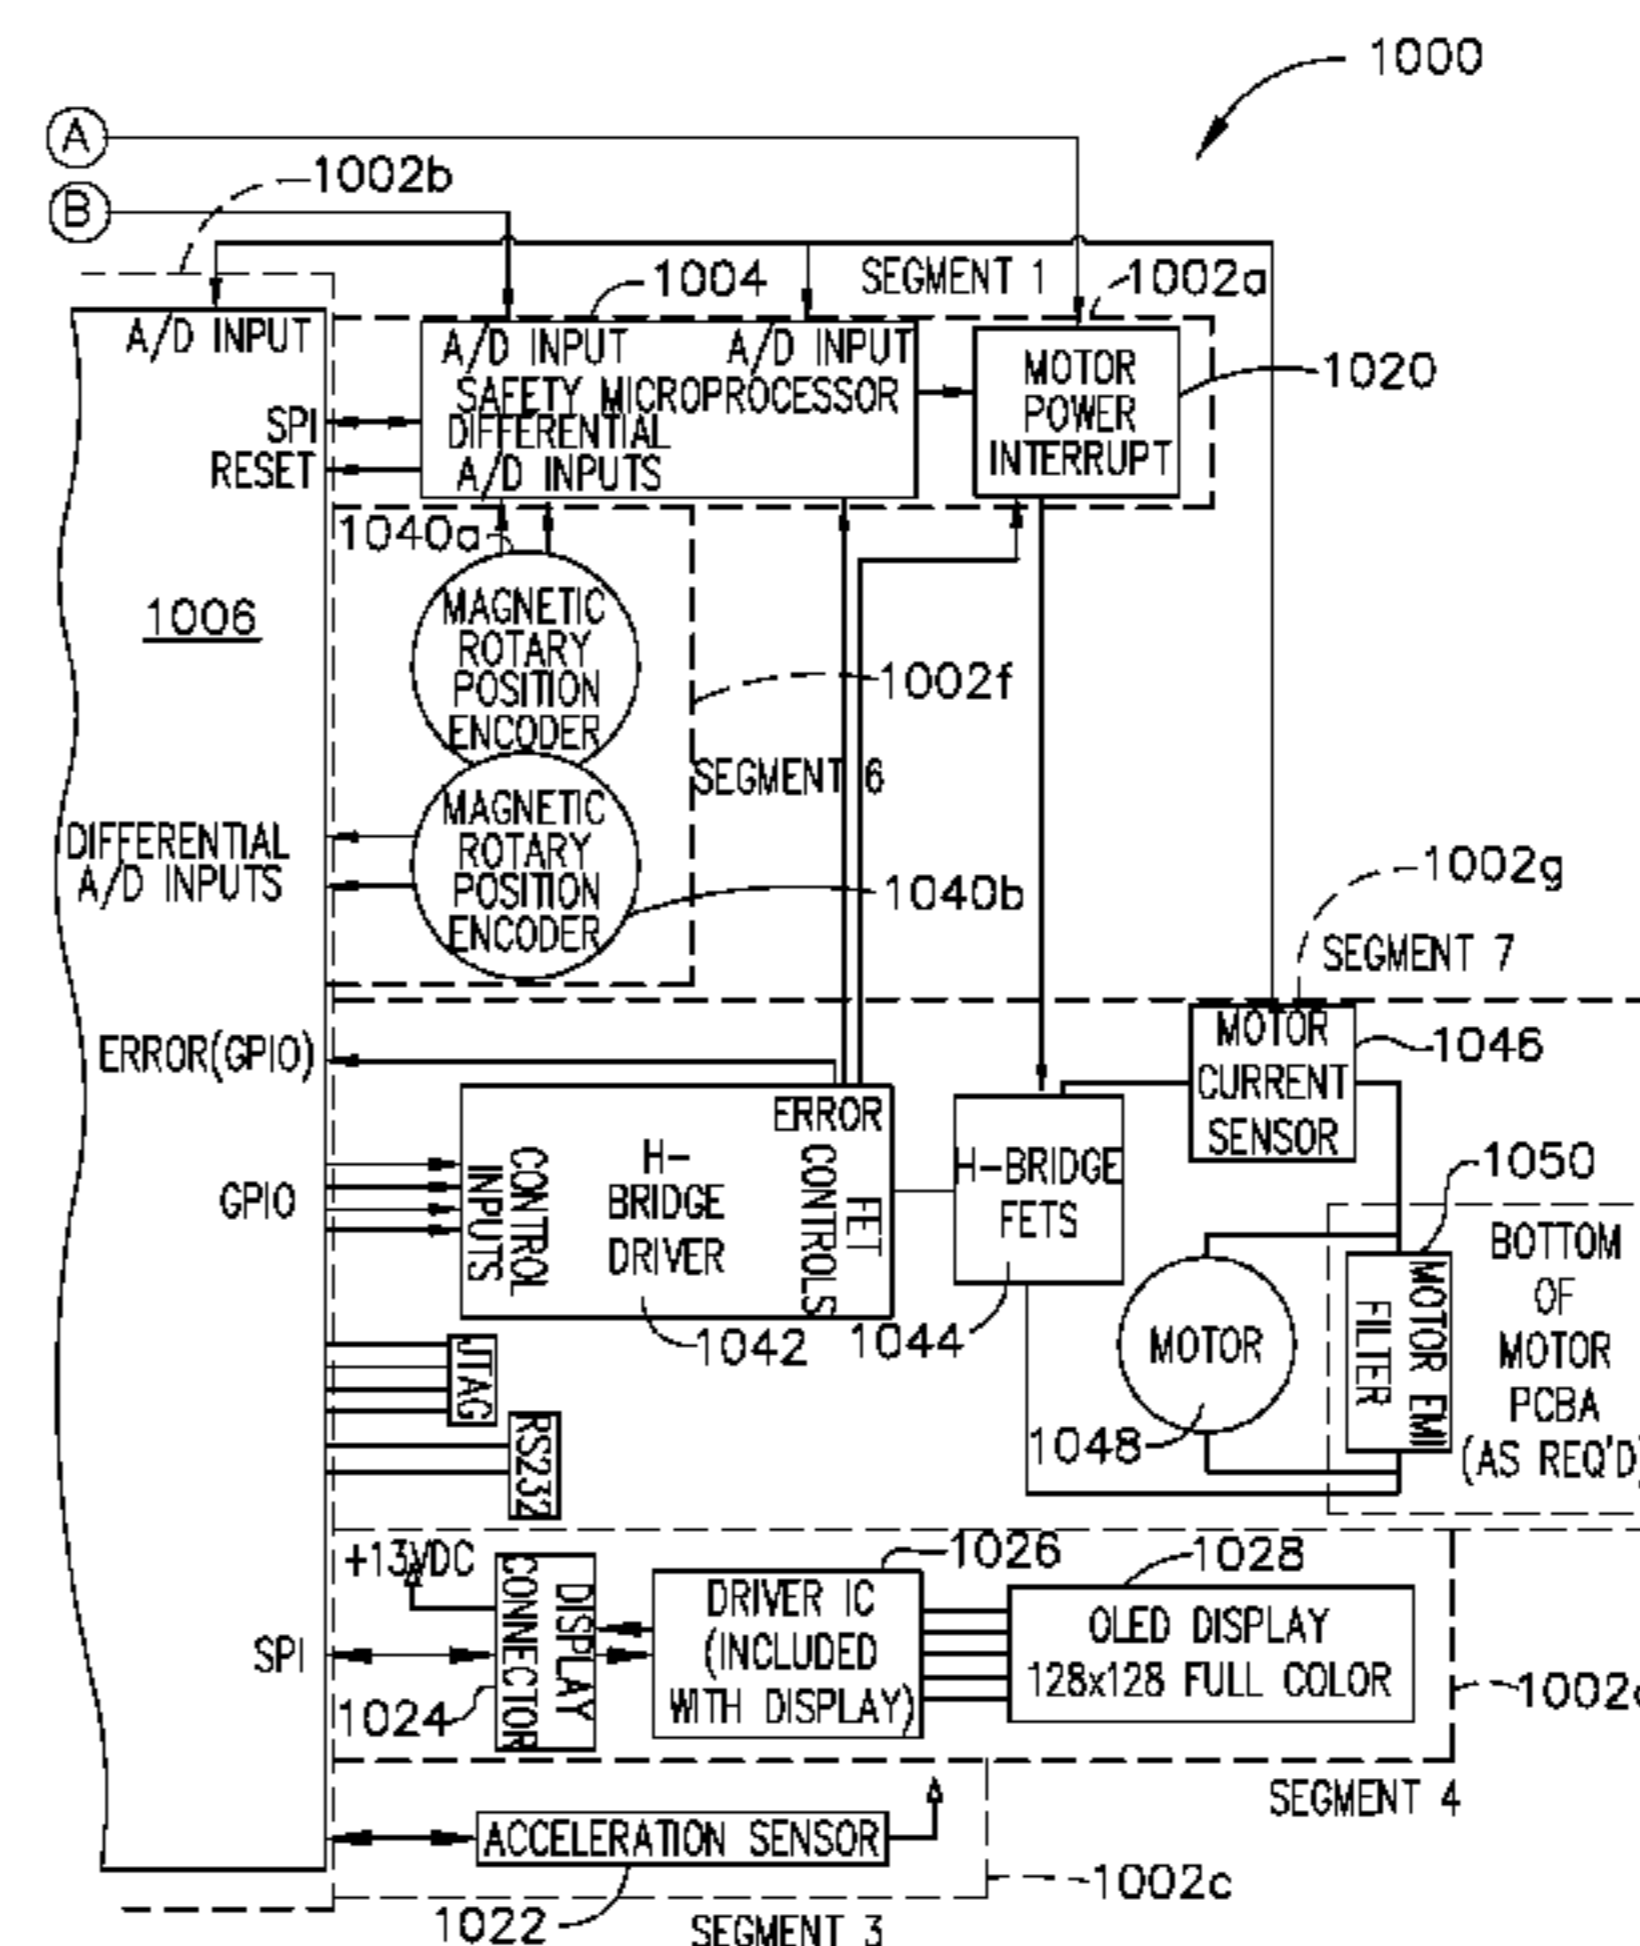 1000
A
1002b
B
1004
SEGMENT 1
1002a
A/D INPUT
A/D INPUT
A/D INPUT
SAFETY MICROPROCESSOR
DIFFERENTIAL
A/D INPUTS
MOTOR
POWER
INTERRUPT
1020
SPI
RESET
1040a
1006
MAGNETIC
ROTARY
POSITION
ENCODER
1002f
SEGMENT 6
MAGNETIC
ROTARY
POSITION
ENCODER
DIFFERENTIAL
A/D INPUTS
1040b
1002g
SEGMENT 7
ERROR(GPIO)
MOTOR
CURRENT
SENSOR
1046
ERROR
CONTROL
INPUTS
H-
BRIDGE
DRIVER
FET
CONTROLS
H-BRIDGE
FETS
GPIO
1050
BOTTOM
OF
MOTOR
PCBA
(AS REQ'D)
MOTOR EMI
FILTER
MOTOR
1042
1044
1048
JTAG
RS232
+13VDC
1026
1028
DISPLAY
CONNECTOR
DRIVER IC
(INCLUDED
WITH DISPLAY)
OLED DISPLAY
128x128 FULL COLOR
SPI
1024
SEGMENT 4
ACCELERATION SENSOR
1002c
1022
SEGMENT 3